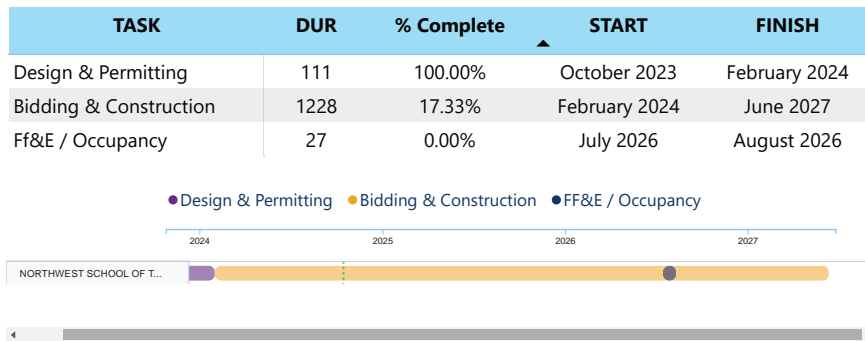 TASK DUR % Complete START FINISH
Design & Permitting 111 100.00% October 2023 February 2024
Bidding & Construction 1228 17.33% February 2024 June 2027
Ff&E / Occupancy 27 0.00% July 2026 August 2026
Design & Permitting Bidding & Construction FF&E / Occupancy
2024 2025 2026 2027
NORTHWEST SCHOOL OF T...